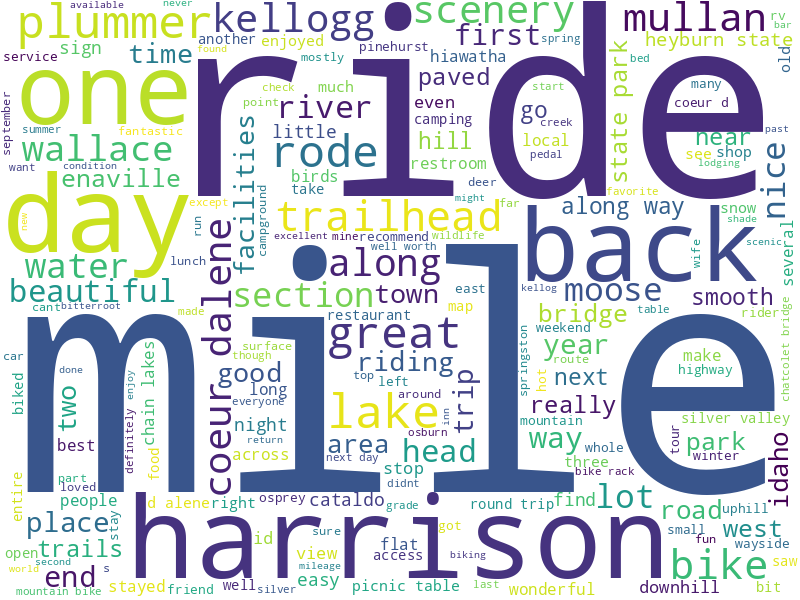 available
never
plummer
kellogg
scenery
mullan
rv
bar
sign
time
another
enjoyed
pinehurst
first
spring
heyburn state
service
mostly
hiawatha
old
one
ride
much
paved
state park
bed
many
check
start
coeur d
september
found
point
river
even
go
camping
creek
hill
past
summer
fantastic
little
local
near
wallace
rode
pedal
want
condition
facilities
birds
restroom
see
shop
lodging
enaville
take
deer
nice
day
campground
except
might
far
favorite
run
trailhead
along way
snow
new
shade
excellent
mine
recommend
wildlife
back
wife
scenic
several
water
lunch
coeur dalene
along
well worth
beautiful
section
town
east
kellog
moose
smooth
cant
bitterroot
made
map
bridge
table
rider
mile
restaurant
great
springston
weekend
year
chatcolet bridge
car
done
surface
though
riding
route
make
highway
biked
two
chain lakes
enjoy
good
top
left
trip
hot
next
everyone
long
around
mountain
really
silver valley
definitely
night
lake
inn
best
food
return
area
osburn
head
way
whole
tour
park
loved
across
next day
three
winter
idaho
part
stop
bike rack
entire
people
stay
d alene
right
osprey
cataldo
didnt
grade
round trip
find
lot
road
uphill
place
harrison
sure
got
small
wayside
trails
id
view
flat
access
biking
west
fun
open
second
s
end
mileage
easy
bike
saw
world
stayed
friend
well
silver
picnic table
last
wonderful
downhill
bit
mountain bike